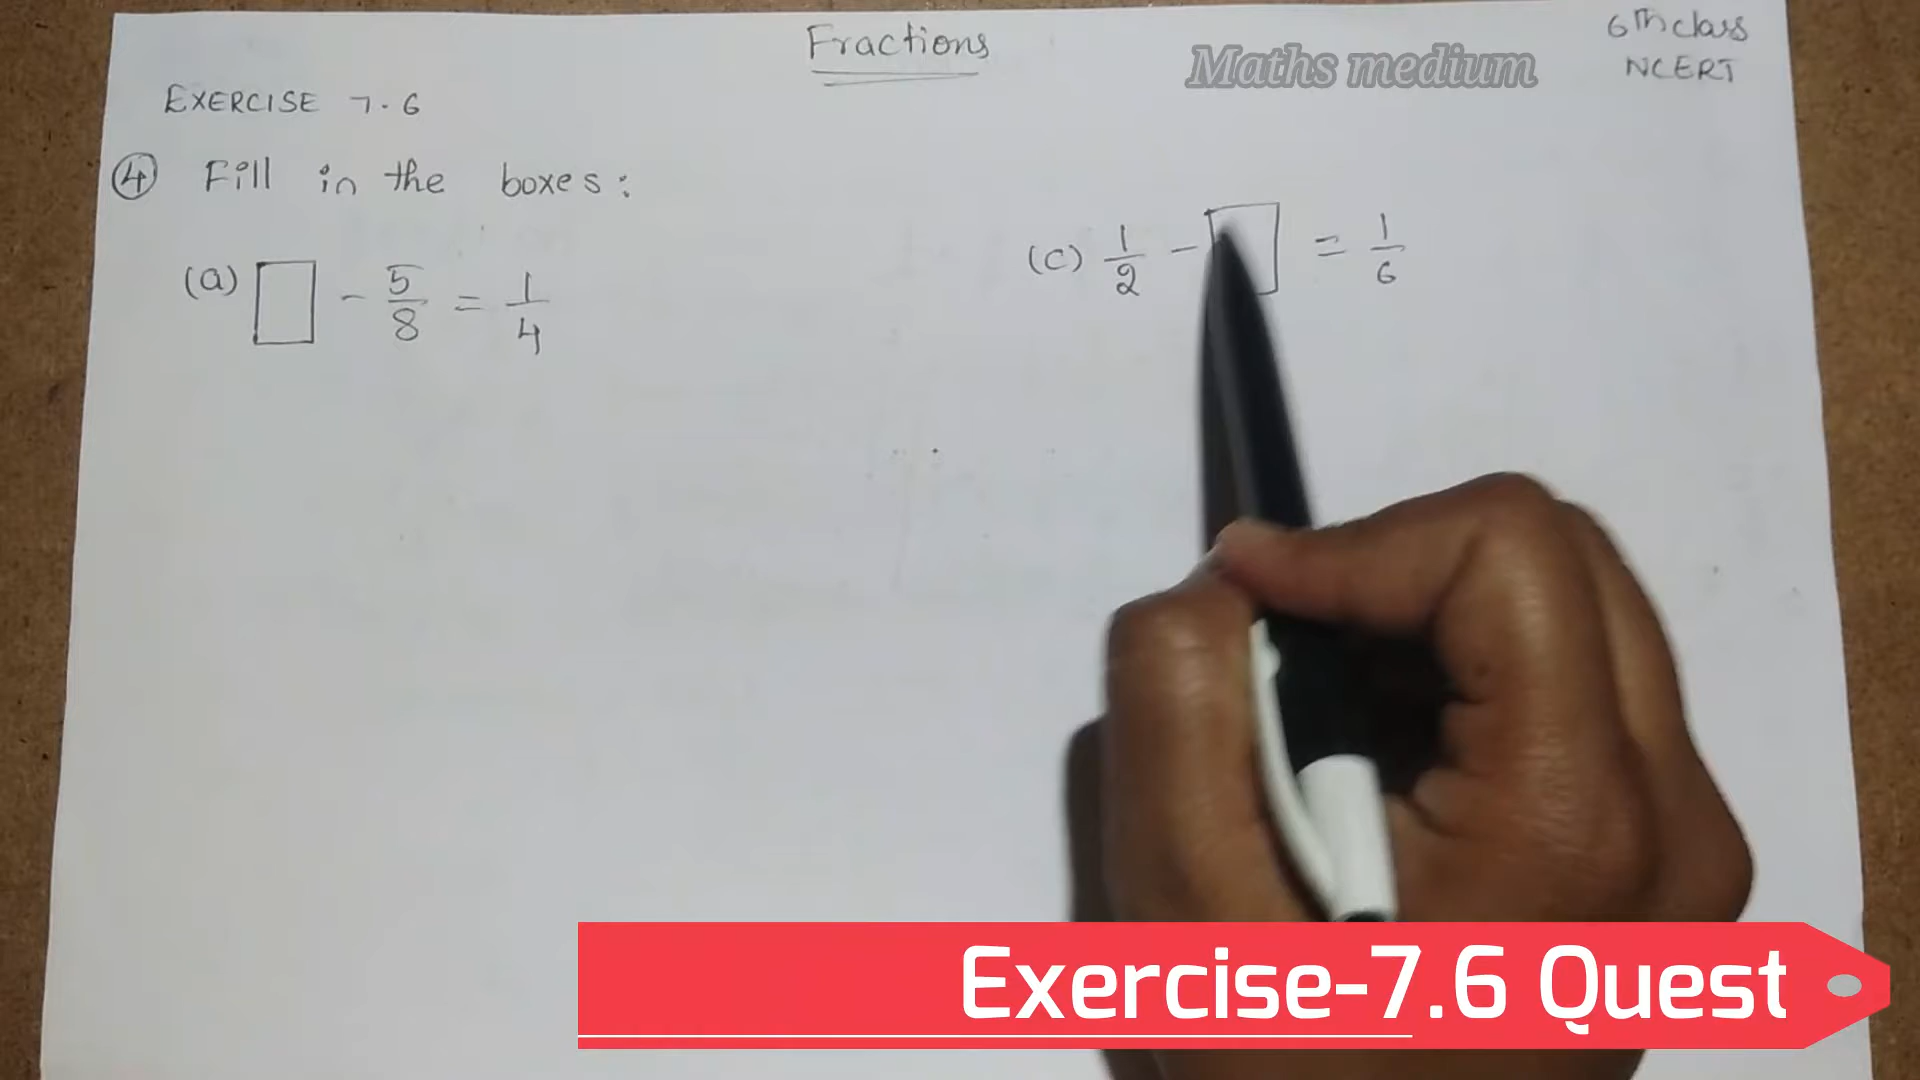 Fractions
Maths medium
6th class
NCERT
EXERCISE 7.6
④ Fill in the boxes:
(a) □ - 5/8 = 1/4
(c) 1/2 - □ = 1/6
Exercise-7.6 Quest